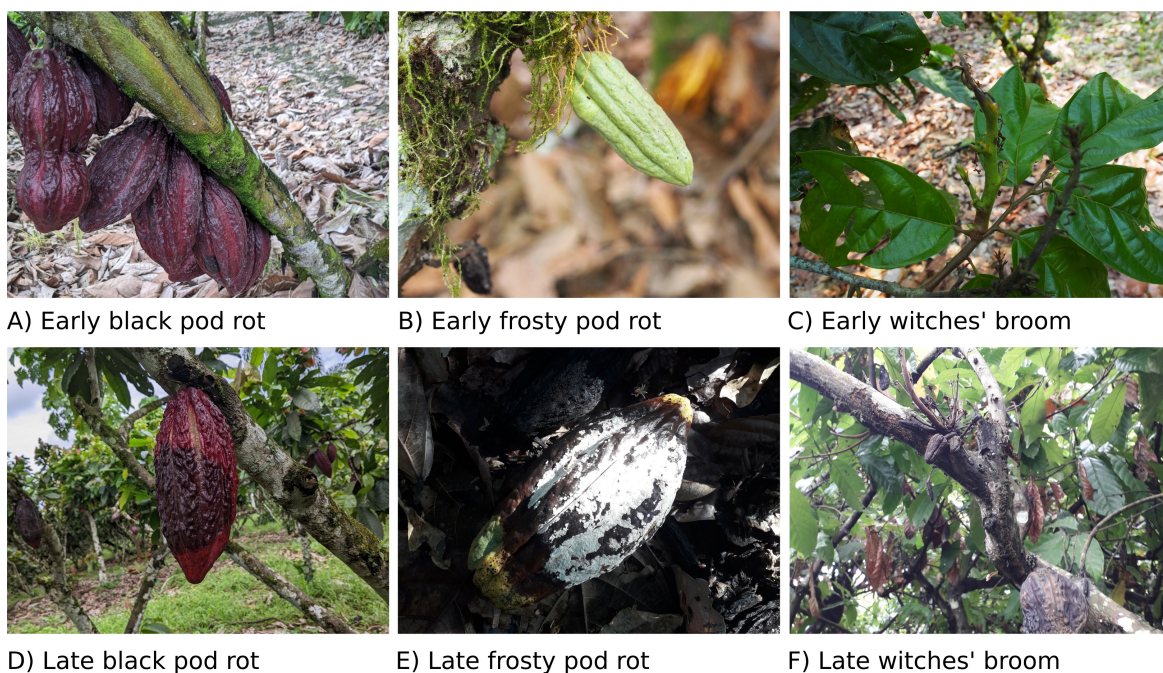 A) Early black pod rot
B) Early frosty pod rot
C) Early witches' broom
D) Late black pod rot
E) Late frosty pod rot
F) Late witches' broom